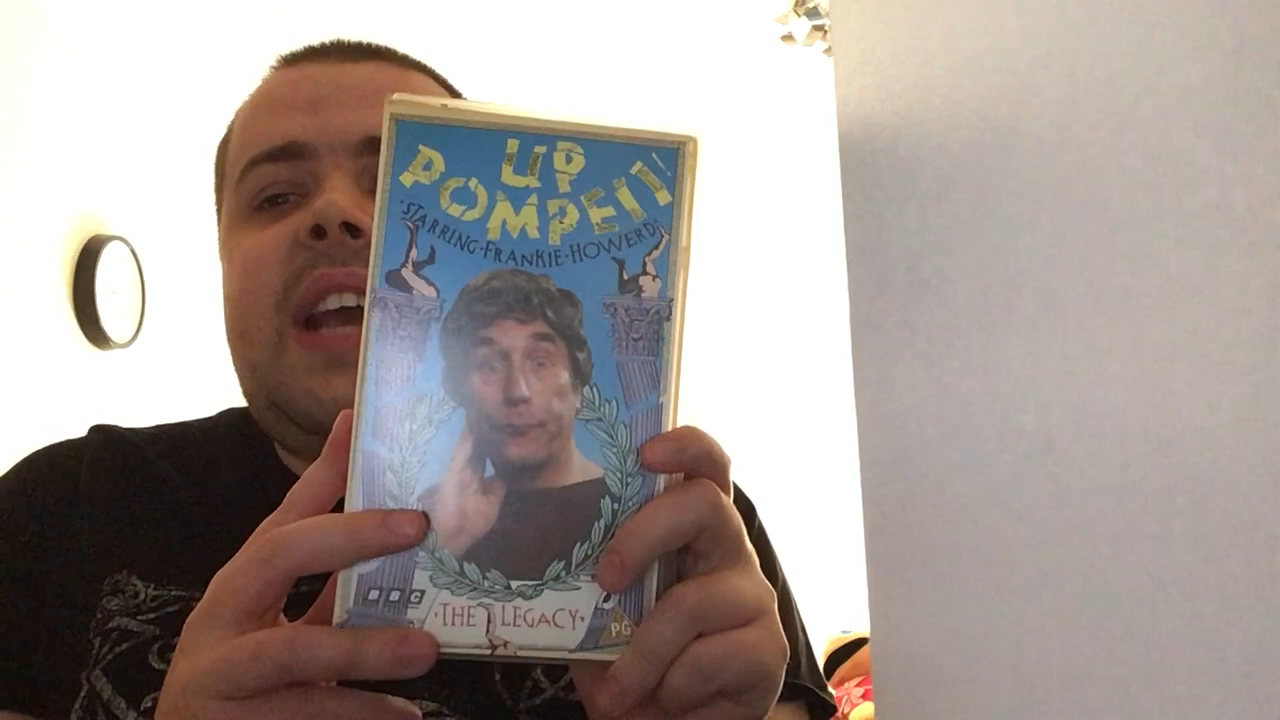 UP
POMPEII!
·STARRING·FRANKIE·HOWERD·
BBC
·THE LEGACY·
PG